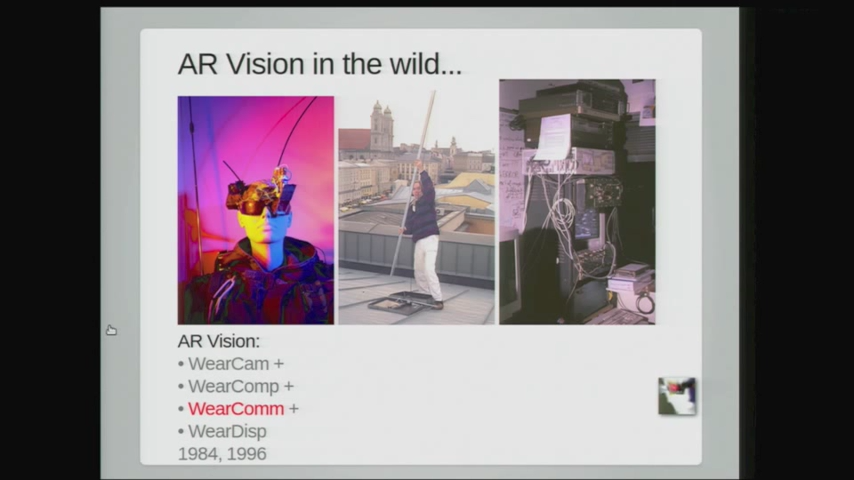 AR Vision in the wild...
AR Vision:
• WearCam +
• WearComp +
• WearComm +
• WearDisp
1984, 1996